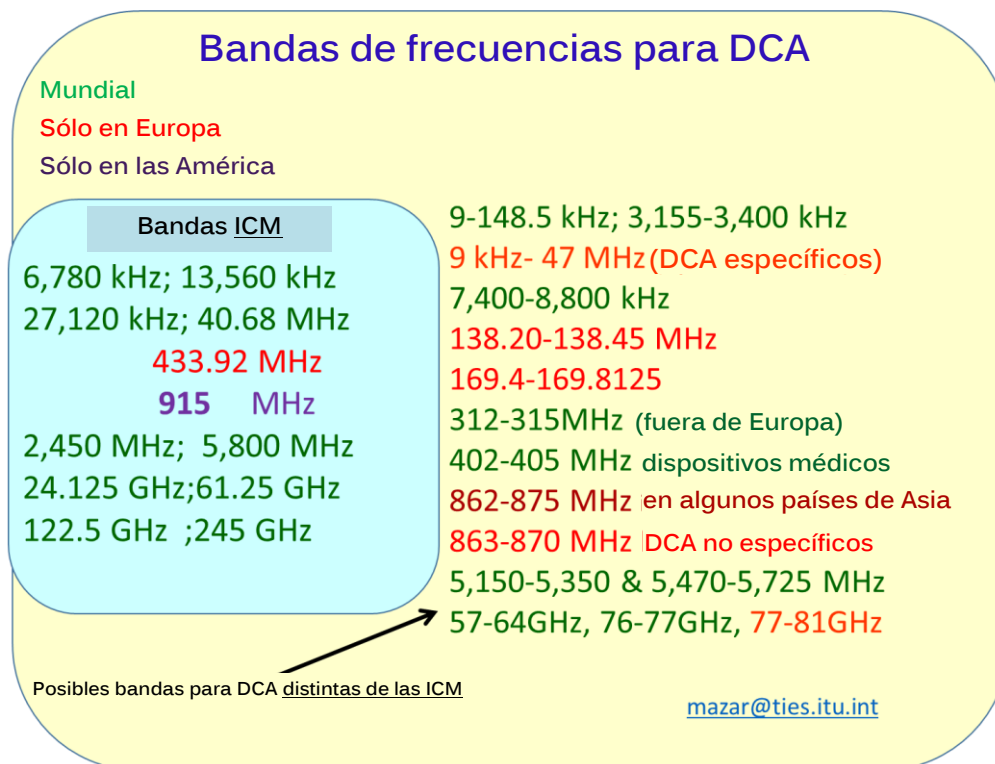 Bandas de frecuencias para DCA
Mundial
Sólo en Europa
Sólo en las América
Bandas ICM
6,780 kHz; 13,560 kHz
27,120 kHz; 40.68 MHz
433.92 MHz
915 MHz
2,450 MHz; 5,800 MHz
24.125 GHz;61.25 GHz
122.5 GHz ;245 GHz
9-148.5 kHz; 3,155-3,400 kHz
9 kHz- 47 MHz (DCA específicos)
7,400-8,800 kHz
138.20-138.45 MHz
169.4-169.8125
312-315MHz (fuera de Europa)
402-405 MHz dispositivos médicos
862-875 MHz en algunos países de Asia
863-870 MHz DCA no específicos
5,150-5,350 & 5,470-5,725 MHz
57-64GHz, 76-77GHz, 77-81GHz
Posibles bandas para DCA distintas de las ICM
mazar@ties.itu.int